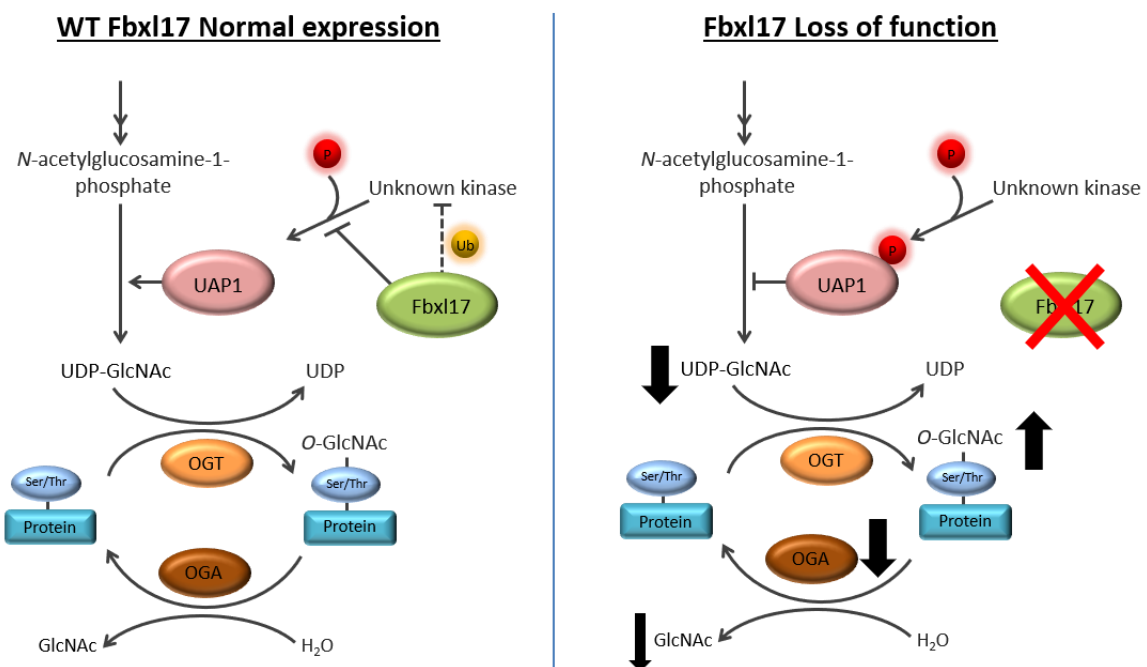 WT Fbxl17 Normal expression
P
N-acetylglucosamine-1-
phosphate
Unknown kinase
Ub
UAP1
Fbxl17
UDP-GlcNAc
UDP
O-GlcNAc
OGT
Ser/Thr
Ser/Thr
Protein
Protein
OGA
GlcNAc
H2O
Fbxl17 Loss of function
P
N-acetylglucosamine-1-
phosphate
Unknown kinase
P
UAP1
Fbxl17
UDP-GlcNAc
UDP
O-GlcNAc
OGT
Ser/Thr
Ser/Thr
Protein
Protein
OGA
GlcNAc
H2O